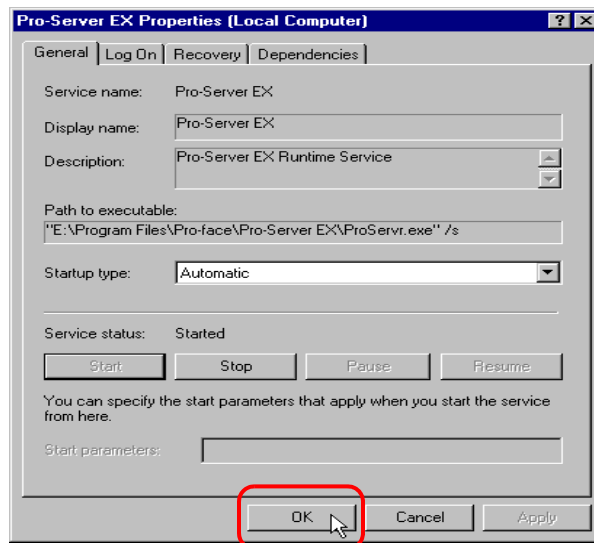 Pro-Server EX Properties (Local Computer)
General Log On Recovery Dependencies
Service name: Pro-Server EX
Display name: Pro-Server EX
Description: Pro-Server EX Runtime Service
Path to executable:
"E:\Program Files\Pro-face\Pro-Server EX\ProServr.exe" /s
Startup type: Automatic
Service status: Started
Start Stop Pause Resume
You can specify the start parameters that apply when you start the service
from here.
Start parameters:
OK Cancel Apply